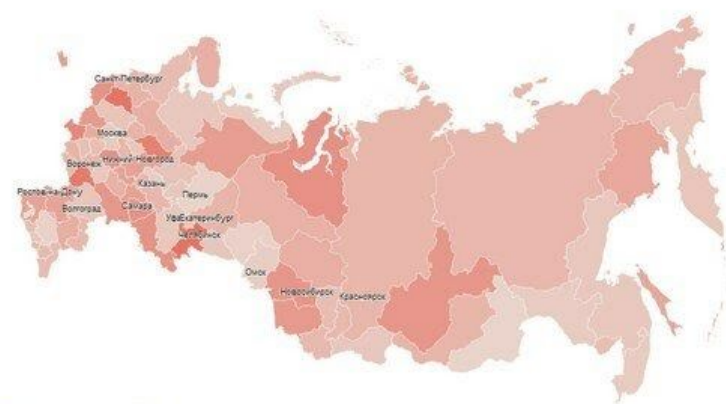 Санкт-Петербург
Москва
Воронеж
Нижний Новгород
Казань
Пермь
Ростов-на-Дону
Волгоград
Самара
Уфа
Екатеринбург
Челябинск
Омск
Новосибирск
Красноярск